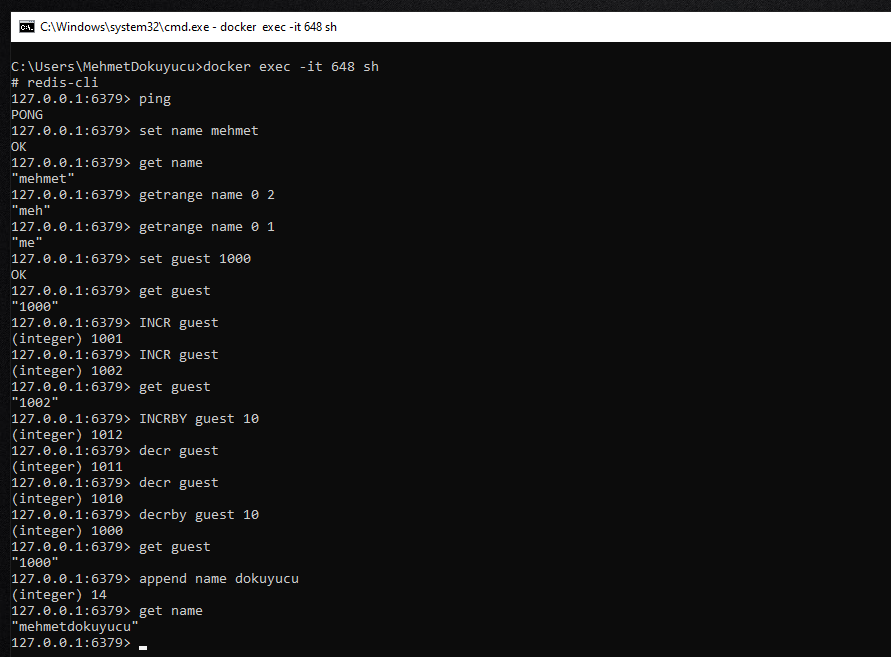 C:\Windows\system32\cmd.exe - docker  exec -it 648 sh
C:\Users\MehmetDokuyucu>docker exec -it 648 sh
# redis-cli
127.0.0.1:6379> ping
PONG
127.0.0.1:6379> set name mehmet
OK
127.0.0.1:6379> get name
"mehmet"
127.0.0.1:6379> getrange name 0 2
"meh"
127.0.0.1:6379> getrange name 0 1
"me"
127.0.0.1:6379> set guest 1000
OK
127.0.0.1:6379> get guest
"1000"
127.0.0.1:6379> INCR guest
(integer) 1001
127.0.0.1:6379> INCR guest
(integer) 1002
127.0.0.1:6379> get guest
"1002"
127.0.0.1:6379> INCRBY guest 10
(integer) 1012
127.0.0.1:6379> decr guest
(integer) 1011
127.0.0.1:6379> decr guest
(integer) 1010
127.0.0.1:6379> decrby guest 10
(integer) 1000
127.0.0.1:6379> get guest
"1000"
127.0.0.1:6379> append name dokuyucu
(integer) 14
127.0.0.1:6379> get name
"mehmetdokuyucu"
127.0.0.1:6379>